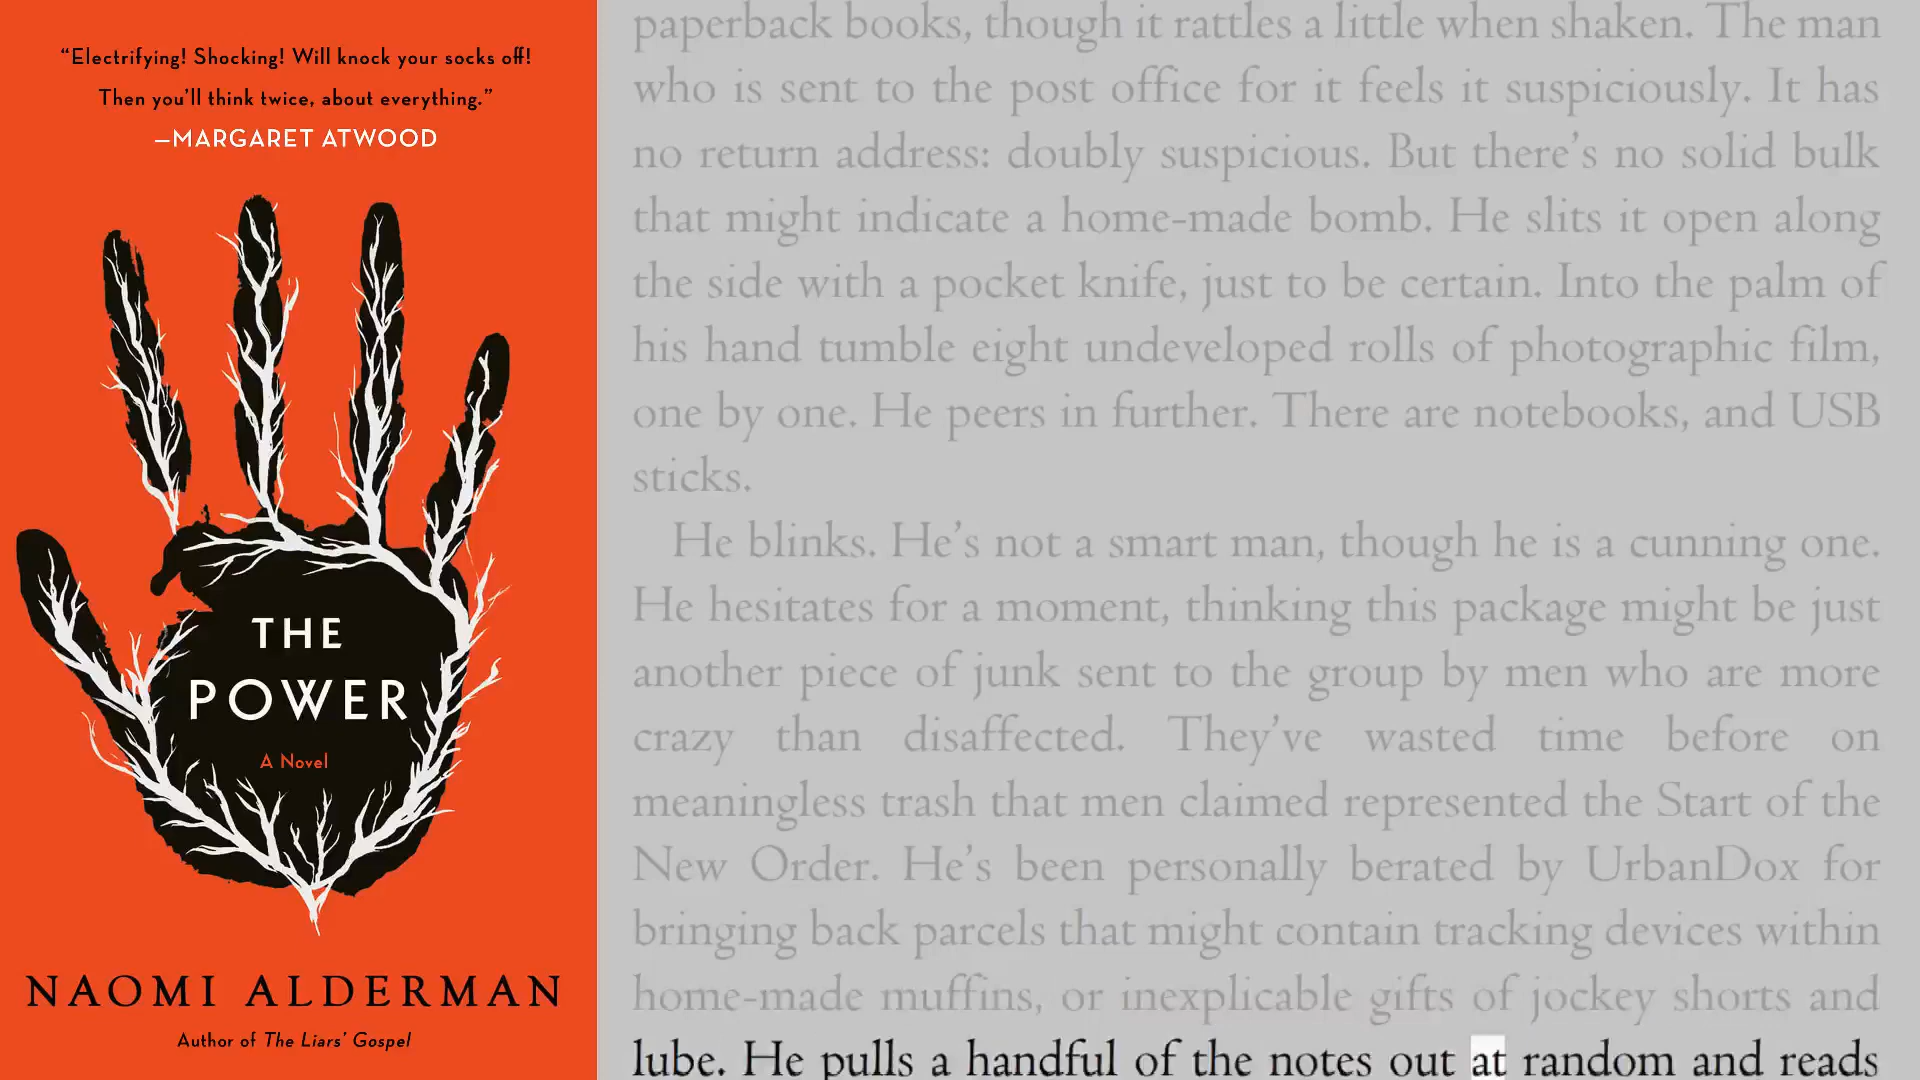 “Electrifying! Shocking! Will knock your socks off!
Then you’ll think twice, about everything.”
—MARGARET ATWOOD
THE
POWER
A Novel
NAOMI ALDERMAN
Author of The Liars’ Gospel
paperback books, though it rattles a little when shaken. The man
who is sent to the post office for it feels it suspiciously. It has
no return address: doubly suspicious. But there’s no solid bulk
that might indicate a home-made bomb. He slits it open along
the side with a pocket knife, just to be certain. Into the palm of
his hand tumble eight undeveloped rolls of photographic film,
one by one. He peers in further. There are notebooks, and USB
sticks.
He blinks. He’s not a smart man, though he is a cunning one.
He hesitates for a moment, thinking this package might be just
another piece of junk sent to the group by men who are more
crazy than disaffected. They’ve wasted time before on
meaningless trash that men claimed represented the Start of the
New Order. He’s been personally berated by UrbanDox for
bringing back parcels that might contain tracking devices within
home-made muffins, or inexplicable gifts of jockey shorts and
lube. He pulls a handful of the notes out at random and reads